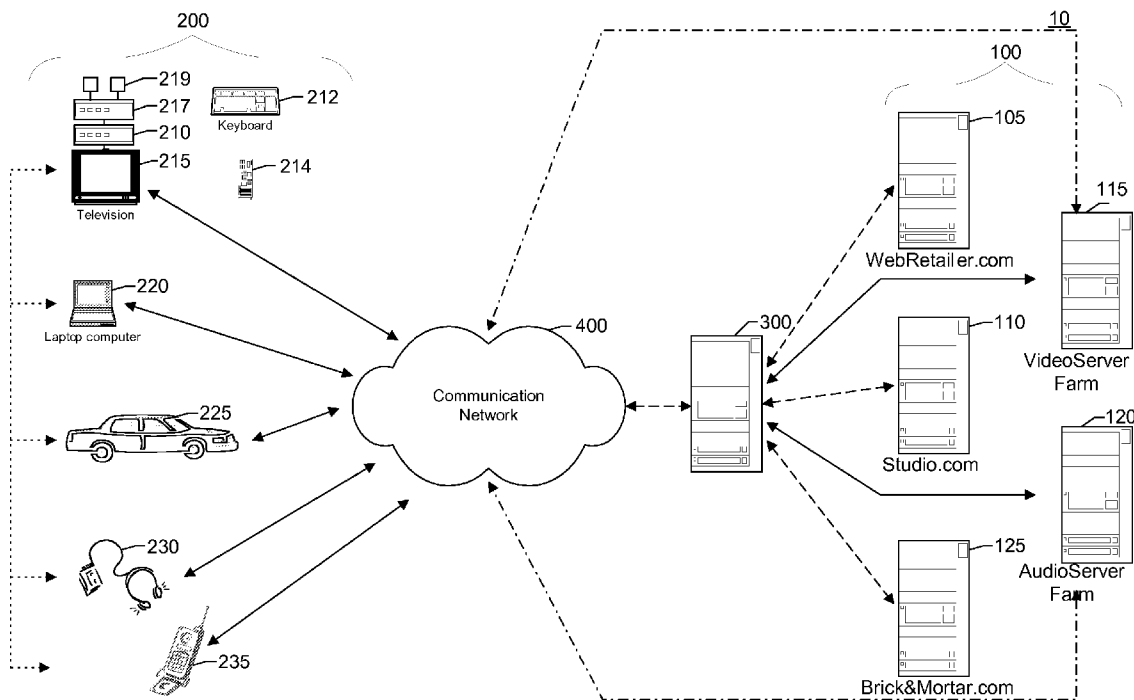 10
200
100
219
217
210
215
212
Keyboard
214
Television
105
WebRetailer.com
115
VideoServer
Farm
220
Laptop computer
400
Communication
Network
300
110
Studio.com
225
120
AudioServer
Farm
230
125
235
Brick&Mortar.com